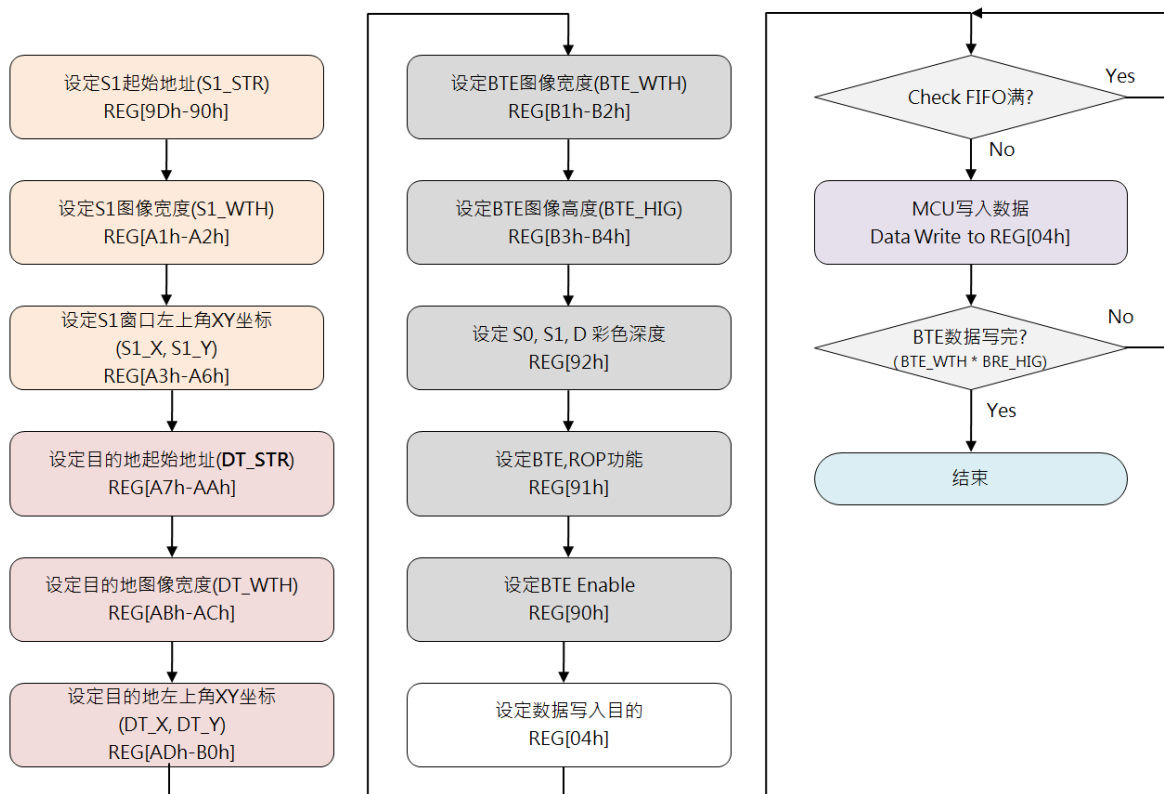 设定S1起始地址(S1_STR)
REG[9Dh-90h]
设定S1图像宽度(S1_WTH)
REG[A1h-A2h]
设定S1窗口左上角XY坐标
(S1_X, S1_Y)
REG[A3h-A6h]
设定目的地起始地址(DT_STR)
REG[A7h-AAh]
设定目的地图像宽度(DT_WTH)
REG[ABh-ACh]
设定目的地左上角XY坐标
(DT_X, DT_Y)
REG[ADh-B0h]
设定BTE图像宽度(BTE_WTH)
REG[B1h-B2h]
设定BTE图像高度(BTE_HIG)
REG[B3h-B4h]
设定 S0, S1, D 彩色深度
REG[92h]
设定BTE,ROP功能
REG[91h]
设定BTE Enable
REG[90h]
设定数据写入目的
REG[04h]
Check FIFO满?
Yes
No
MCU写入数据
Data Write to REG[04h]
BTE数据写完?
(BTE_WTH * BRE_HIG)
No
Yes
结束